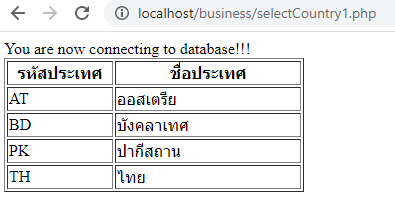 localhost/business/selectCountry1.php
You are now connecting to database!!!
รหัสประเทศ ชื่อประเทศ
AT ออสเตรีย
BD บังคลาเทศ
PK ปากีสถาน
TH ไทย